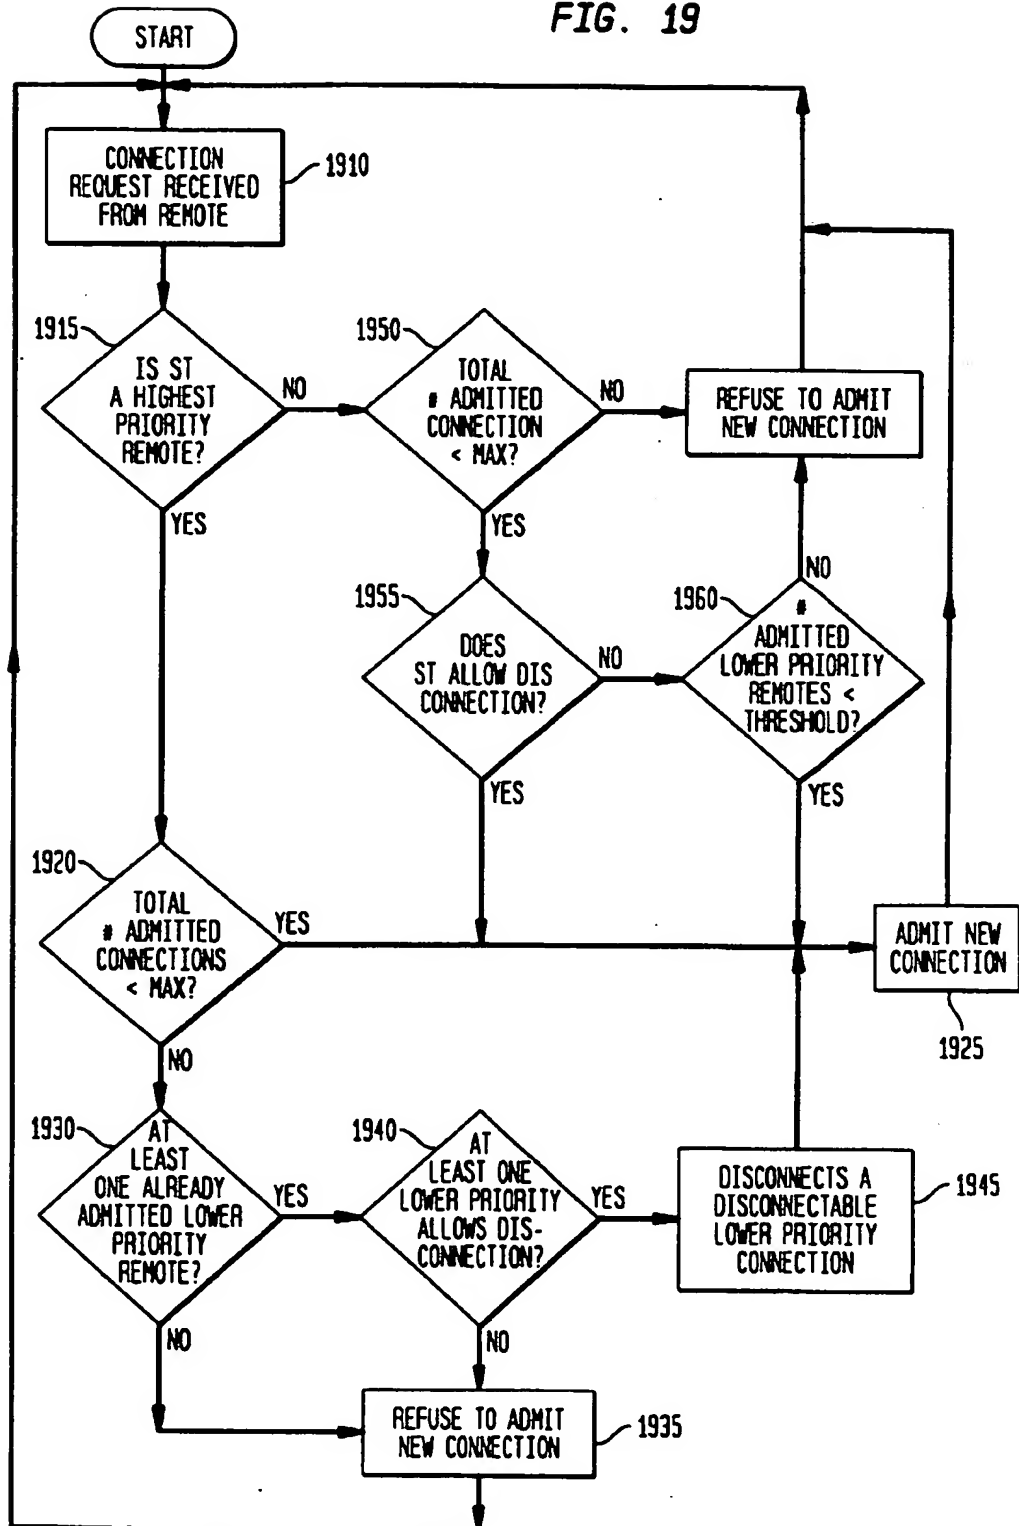 FIG. 19
START
CONNECTION
REQUEST RECEIVED
FROM REMOTE
1910
1915
IS ST
A HIGHEST
PRIORITY
REMOTE?
NO
YES
1950
TOTAL
# ADMITTED
CONNECTION
< MAX?
NO
YES
REFUSE TO ADMIT
NEW CONNECTION
1955
DOES
ST ALLOW DIS
CONNECTION?
NO
YES
1960
NO
#
ADMITTED
LOWER PRIORITY
REMOTES <
THRESHOLD?
YES
1920
TOTAL
# ADMITTED
CONNECTIONS
< MAX?
YES
NO
ADMIT NEW
CONNECTION
1925
1930
AT
LEAST
ONE ALREADY
ADMITTED LOWER
PRIORITY
REMOTE?
YES
NO
1940
AT
LEAST ONE
LOWER PRIORITY
ALLOWS DIS-
CONNECTION?
YES
NO
DISCONNECTS A
DISCONNECTABLE
LOWER PRIORITY
CONNECTION
1945
REFUSE TO ADMIT
NEW CONNECTION
1935